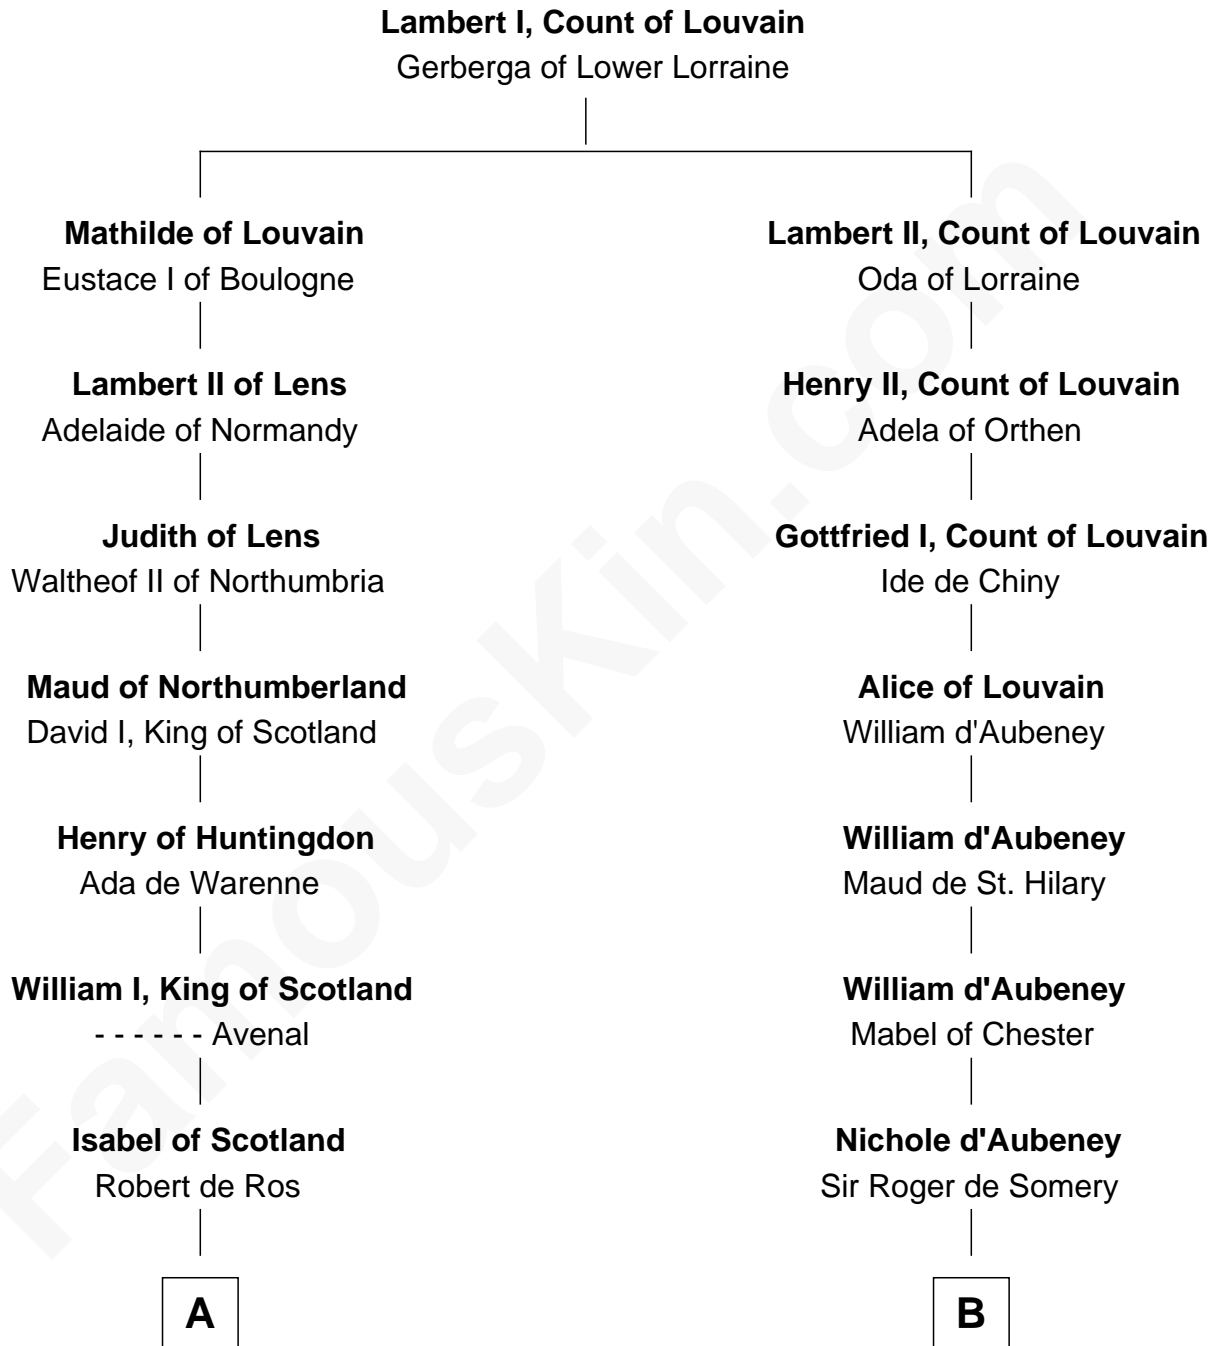 Lambert I, Count of Louvain
Gerberga of Lower Lorraine
Mathilde of Louvain
Eustace I of Boulogne
Lambert II, Count of Louvain
Oda of Lorraine
Lambert II of Lens
Adelaide of Normandy
Henry II, Count of Louvain
Adela of Orthen
Judith of Lens
Waltheof II of Northumbria
Gottfried I, Count of Louvain
Ide de Chiny
Maud of Northumberland
David I, King of Scotland
Alice of Louvain
William d'Aubeney
Henry of Huntingdon
Ada de Warenne
William d'Aubeney
Maud de St. Hilary
William I, King of Scotland
- - - - - - Avenal
William d'Aubeney
Mabel of Chester
Isabel of Scotland
Robert de Ros
Nichole d'Aubeney
Sir Roger de Somery
A
B
FamousKin.com